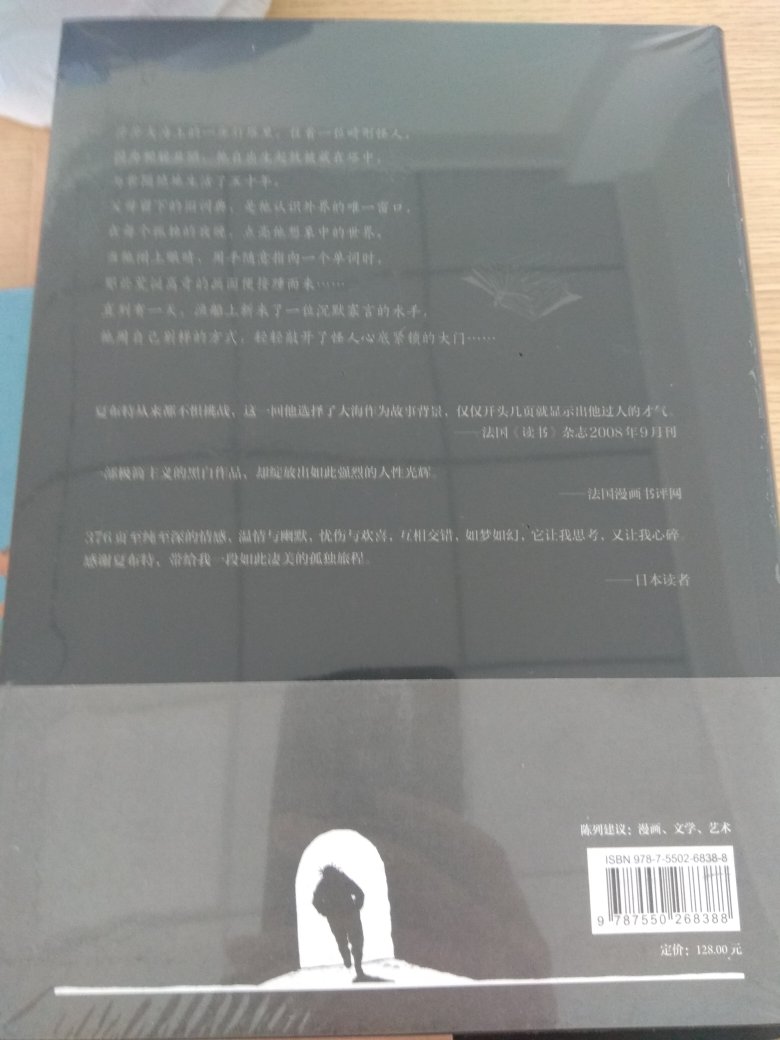 茫茫大海上的一座灯塔里，住着一位畸形怪人。
因为貌陋丑陋，他自出生起就被藏在塔中，
与世隔绝地生活了五十年。
父母留下的旧词典，是他认识外界的唯一窗口，
在每个孤独的夜晚，点亮他想象中的世界。
当他闭上眼睛，用手随意指向一个单词时，
那些荒诞离奇的画面便接踵而来……
直到有一天，渔船上新来了一位沉默寡言的水手，
他用自己别样的方式，轻轻敲开了怪人心底紧锁的大门……
夏布特从来都不惧挑战，这一回他选择了大海作为故事背景，仅仅开头几页就显示出他过人的才气。
——法国《读书》杂志2008年9月刊
一部极简主义的黑白作品，却绽放出如此强烈的人性光辉。
——法国漫画书评网
376页至纯至深的情感，温情与幽默，忧伤与欢喜，互相交错，如梦如幻，它让我思考，又让我心碎。
感谢夏布特，带给我一段如此凄美的孤独旅程。
——日本读者
陈列建议：漫画、文学、艺术
ISBN 978-7-5502-6838-8
9 787550 268388
定价：128.00 元